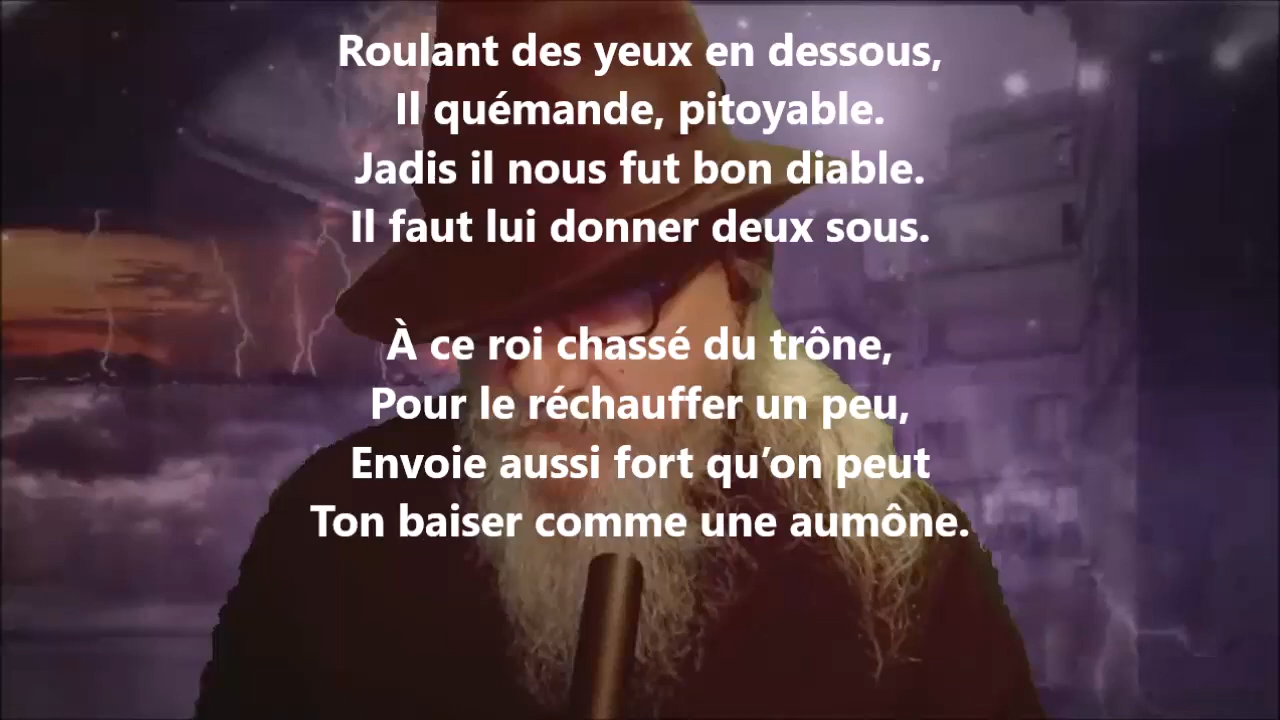 Roulant des yeux en dessous,
Il quémande, pitoyable.
Jadis il nous fut bon diable.
Il faut lui donner deux sous.
À ce roi chassé du trône,
Pour le réchauffer un peu,
Envoie aussi fort qu’on peut
Ton baiser comme une aumône.